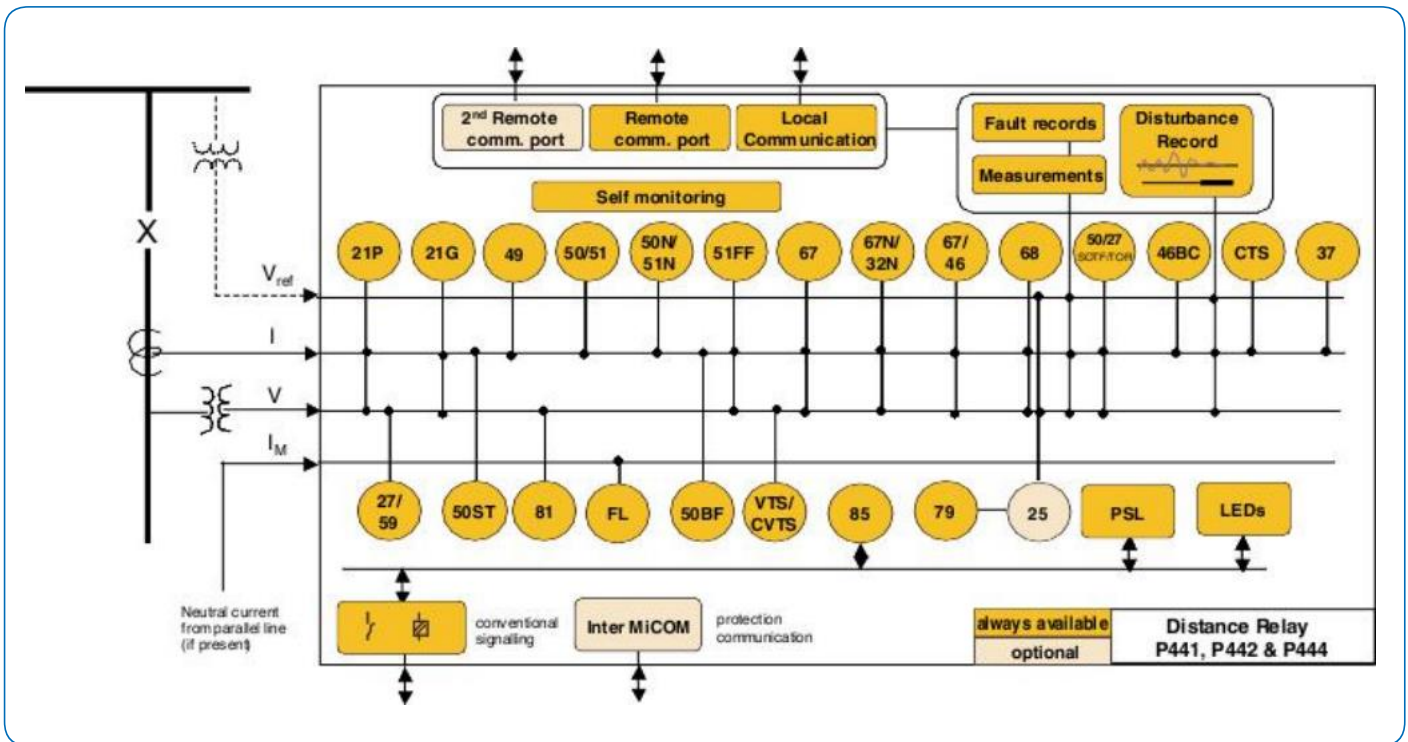 2nd Remote
comm. port
Remote
comm. port
Local
Communication
Fault records
Measurements
Disturbance
Record
Self monitoring
21P
21G
49
50/51
50N/
51N
51FF
67
67N/
32N
67/
46
68
50/27
SOTF/TOR
46BC
CTS
37
Vref
I
V
IM
27/
59
50ST
81
FL
50BF
VTS/
CVTS
85
79
25
PSL
LEDs
Neutral current
from parallel line
(if present)
conventional
signalling
Inter MiCOM
protection
communication
always available
optional
Distance Relay
P441, P442 & P444